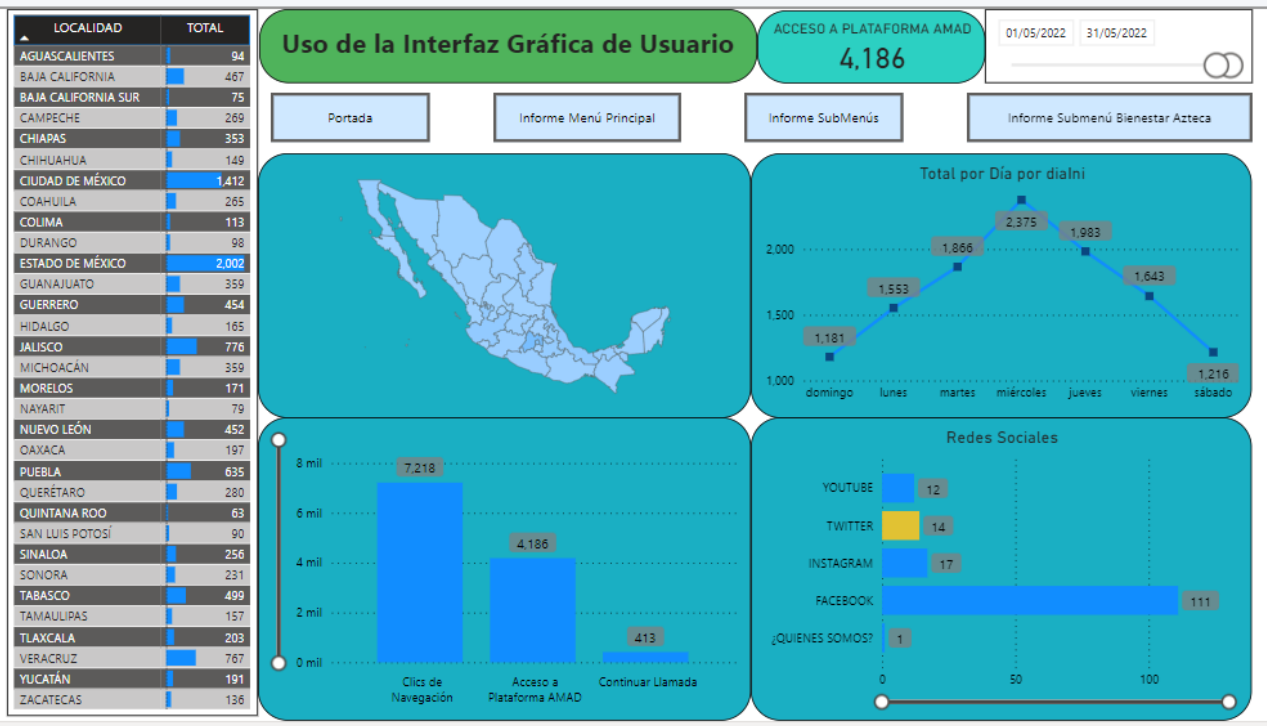 LOCALIDAD TOTAL
AGUASCALIENTES 94
BAJA CALIFORNIA 467
BAJA CALIFORNIA SUR 75
CAMPECHE 269
CHIAPAS 353
CHIHUAHUA 149
CIUDAD DE MÉXICO 1,412
COAHUILA 265
COLIMA 113
DURANGO 98
ESTADO DE MÉXICO 2,002
GUANAJUATO 359
GUERRERO 454
HIDALGO 165
JALISCO 776
MICHOACÁN 359
MORELOS 171
NAYARIT 79
NUEVO LEÓN 452
OAXACA 197
PUEBLA 635
QUERÉTARO 280
QUINTANA ROO 63
SAN LUIS POTOSÍ 90
SINALOA 256
SONORA 231
TABASCO 499
TAMAULIPAS 157
TLAXCALA 203
VERACRUZ 767
YUCATÁN 191
ZACATECAS 136
Uso de la Interfaz Gráfica de Usuario
ACCESO A PLATAFORMA AMAD
4,186
01/05/2022 31/05/2022
Portada
Informe Menú Principal
Informe SubMenús
Informe Submenú Bienestar Azteca
Total por Día por diaIni
2,000
1,500
1,000
1,181
1,553
1,866
2,375
1,983
1,643
1,216
domingo lunes martes miércoles jueves viernes sábado
8 mil
6 mil
4 mil
2 mil
0 mil
7,218
4,186
413
Clics de
Navegación
Acceso a
Plataforma AMAD
Continuar Llamada
Redes Sociales
YOUTUBE 12
TWITTER 14
INSTAGRAM 17
FACEBOOK 111
¿QUIENES SOMOS? 1
0 50 100